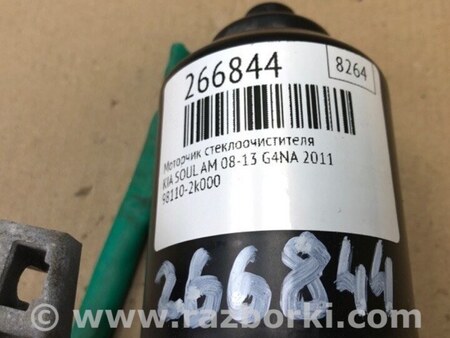 266844
8264
Моторчик стеклоочистителя
KIA SOUL AM 08-13 G4NA 2011
98110-2k000
266844
www.razborki.com